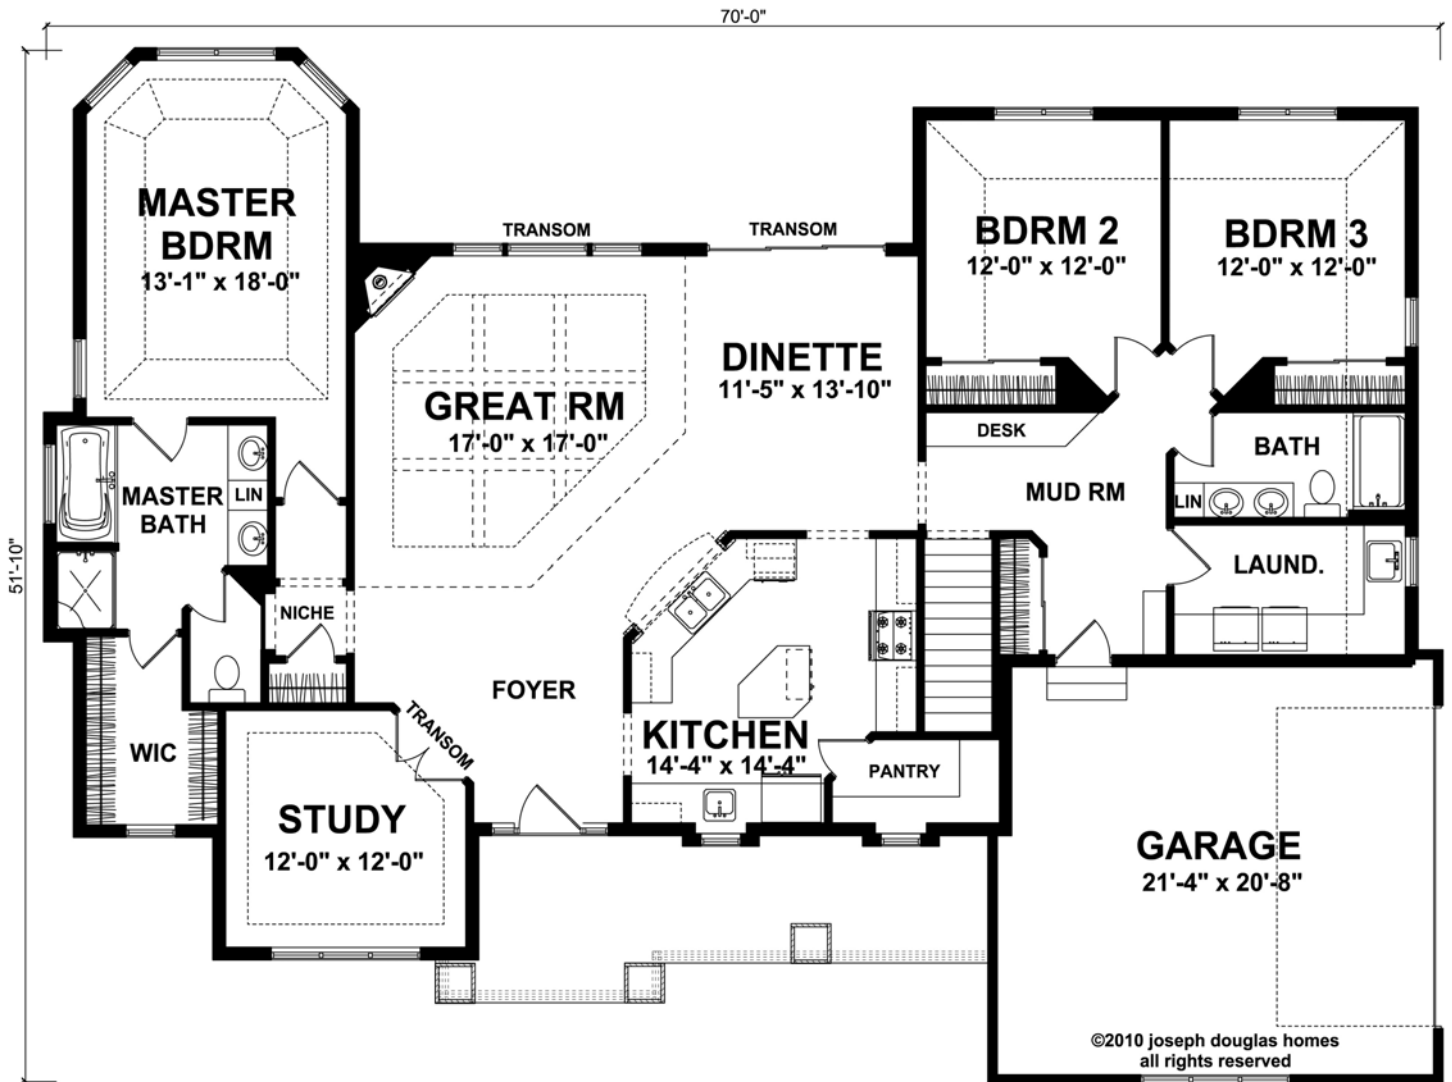 70'-0"
51'-10"
MASTER
BDRM
13'-1" x 18'-0"
TRANSOM
TRANSOM
BDRM 2
12'-0" x 12'-0"
BDRM 3
12'-0" x 12'-0"
DINETTE
11'-5" x 13'-10"
GREAT RM
17'-0" x 17'-0"
DESK
BATH
MUD RM
LIN
MASTER
BATH
LIN
LAUND.
NICHE
FOYER
TRANSOM
KITCHEN
14'-4" x 14'-4"
PANTRY
WIC
STUDY
12'-0" x 12'-0"
GARAGE
21'-4" x 20'-8"
©2010 joseph douglas homes
all rights reserved